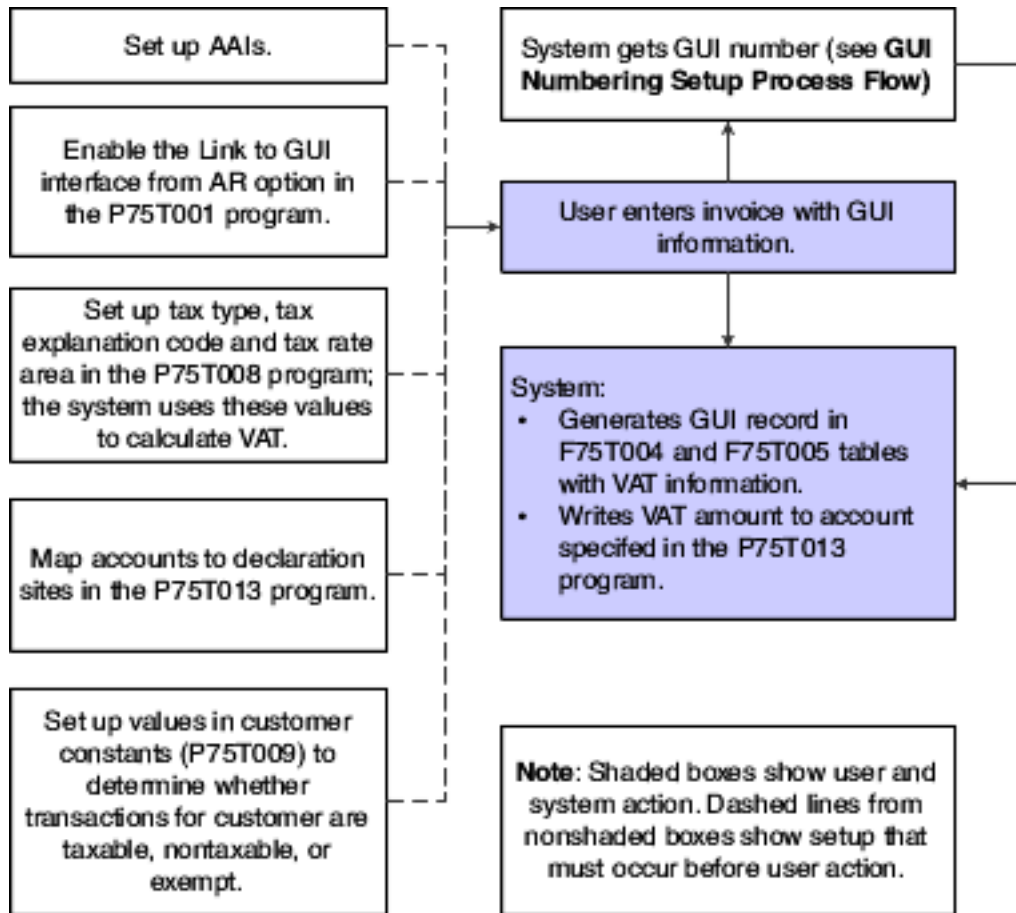 Set up AAIs.
Enable the Link to GUI
interface from AR option in
the P75T001 program.
Set up tax type, tax
explanation code and tax rate
area in the P75T008 program;
the system uses these values
to calculate VAT.
Map accounts to declaration
sites in the P75T013 program.
Set up values in customer
constants (P75T009) to
determine whether
transactions for customer are
taxable, nontaxable, or
exempt.
System gets GUI number (see GUI
Numbering Setup Process Flow)
User enters invoice with GUI
information.
System:
• Generates GUI record in
F75T004 and F75T005 tables
with VAT information.
• Writes VAT amount to account
specifed in the P75T013
program.
Note: Shaded boxes show user and
system action. Dashed lines from
nonshaded boxes show setup that
must occur before user action.